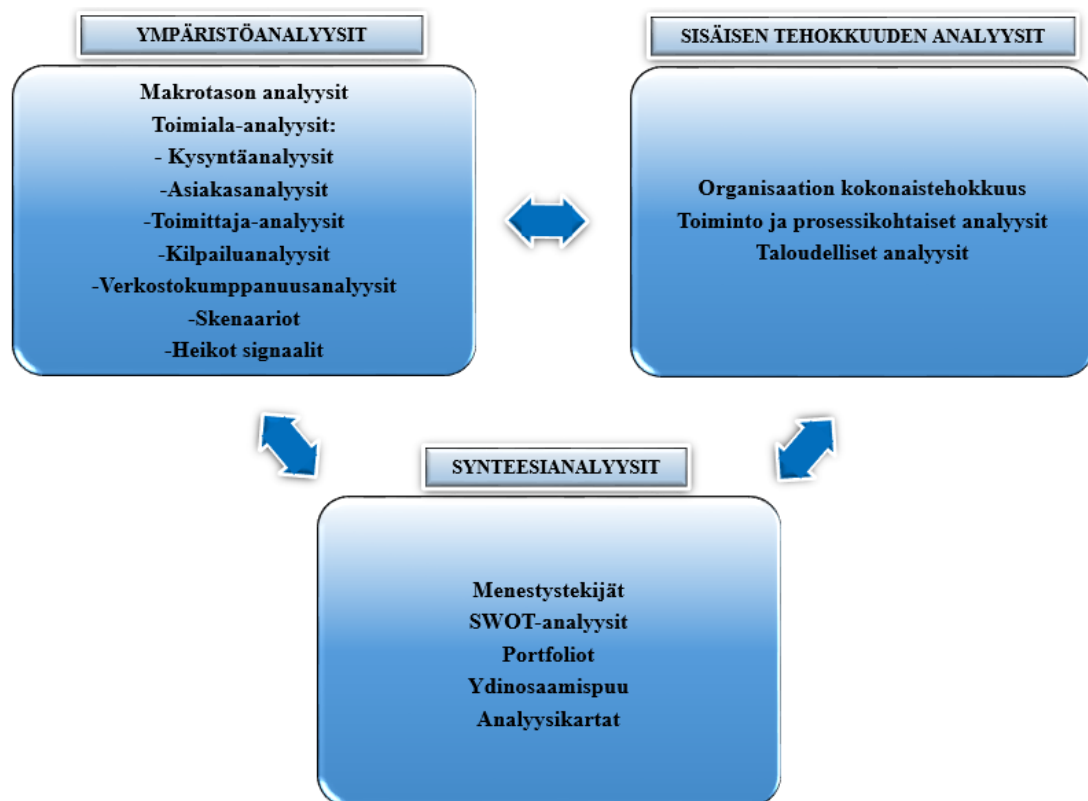 YMPÄRISTÖANALYYSIT
Makrotason analyysit
Toimiala-analyysit:
- Kysyntäanalyysit
-Asiakasanalyysit
-Toimittaja-analyysit
-Kilpailuanalyysit
-Verkostokumppanuusanalyysit
-Skenaariot
-Heikot signaalit
SISÄISEN TEHOKKUUDEN ANALYYSIT
Organisaation kokonaistehokkuus
Toiminto ja prosessikohtaiset analyysit
Taloudelliset analyysit
SYNTEESIANALYYSIT
Menestystekijät
SWOT-analyysit
Portfoliot
Ydinosaamispuu
Analyysikartat